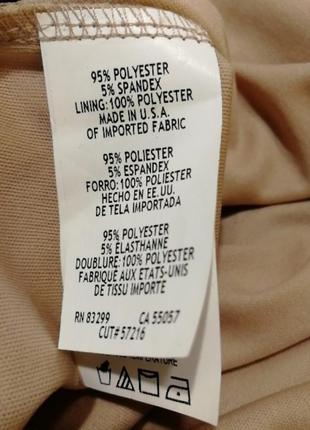 95% POLYESTER
5% SPANDEX
LINING:100% POLYESTER
MADE IN U.S.A.
OF IMPORTED FABRIC
95% POLIESTER
5% ESPANDEX
FORRO:100% POLIESTER
HECHO EN EE.UU.
DE TELA IMPORTADA
95% POLYESTER
5% ELASTHANNE
DOUBLURE:100% POLYESTER
FABRIQUÉ AUX ETATS-UNIS
DE TISSU IMPORTE
RN 83299 CA 55057
CUT# 57216